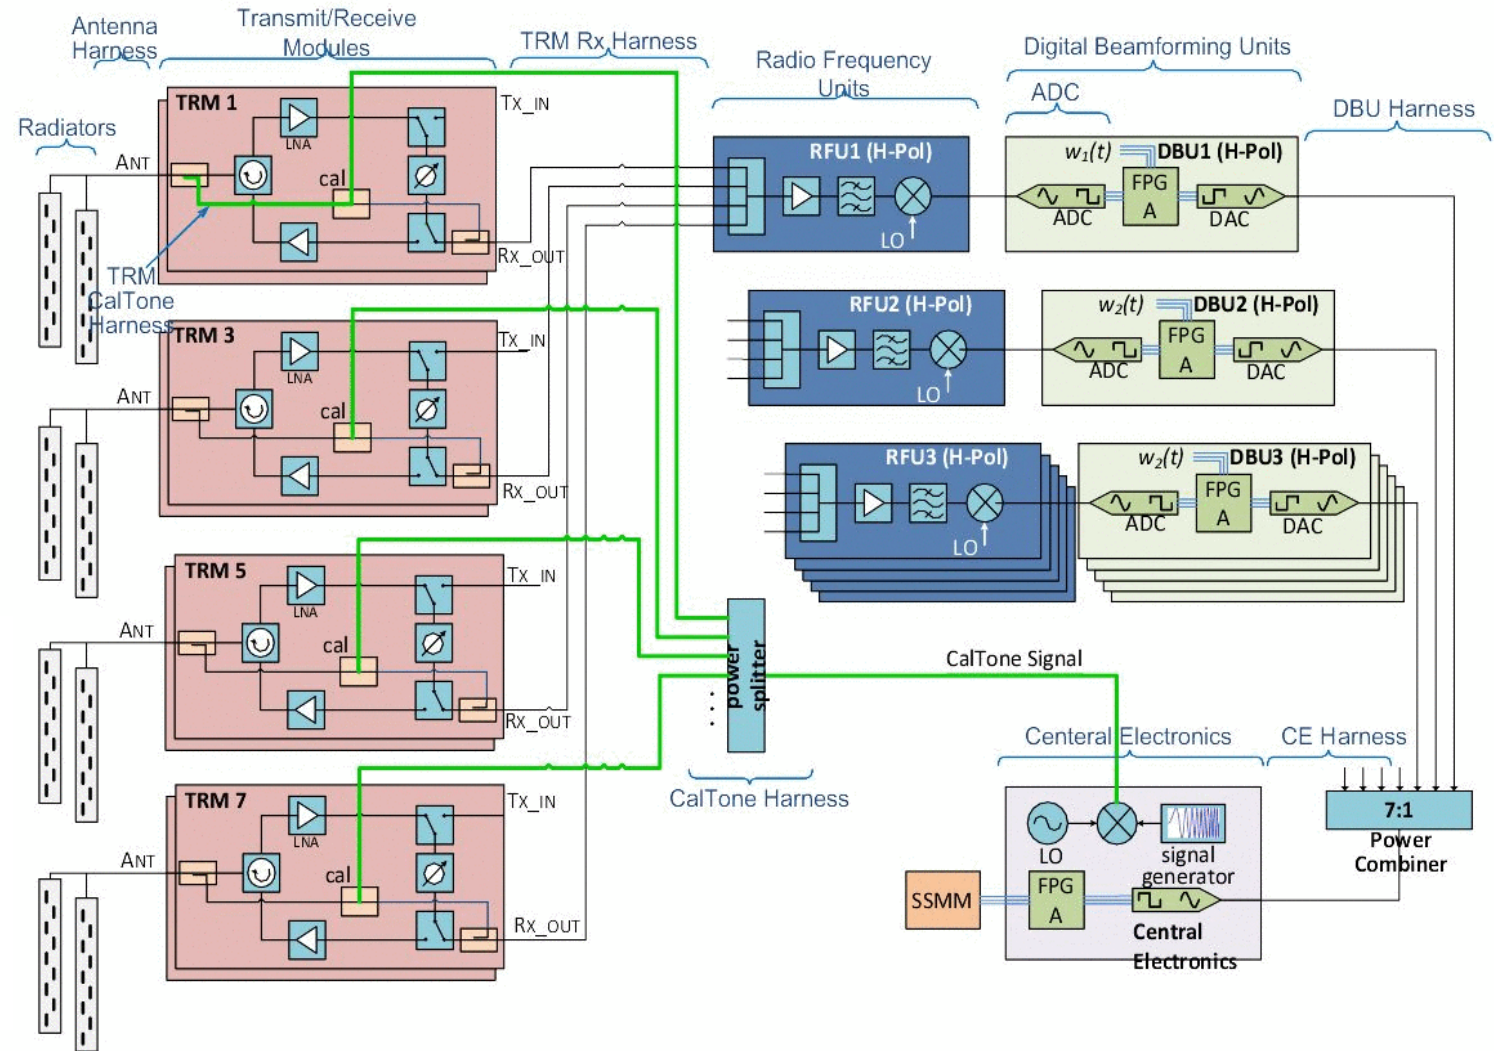 Antenna
Harness
Transmit/Receive
Modules
TRM Rx Harness
Radio Frequency
Units
Digital Beamforming Units
ADC
DBU Harness
Radiators
TRM 1
Tx_IN
LNA
ANT
cal
Rx_OUT
TRM
CalTone
Harness
RFU1 (H-Pol)
LO
w1(t)
DBU1 (H-Pol)
FPG
A
ADC
DAC
TRM 3
Tx_IN
LNA
ANT
cal
Rx_OUT
RFU2 (H-Pol)
LO
w2(t)
DBU2 (H-Pol)
FPG
A
ADC
DAC
RFU3 (H-Pol)
LO
w2(t)
DBU3 (H-Pol)
FPG
A
ADC
DAC
TRM 5
Tx_IN
LNA
ANT
cal
Rx_OUT
power
splitter
CalTone Signal
TRM 7
Tx_IN
LNA
ANT
cal
Rx_OUT
CalTone Harness
Centeral Electronics
CE Harness
LO
signal
generator
7:1
Power
Combiner
SSMM
FPG
A
Central
Electronics